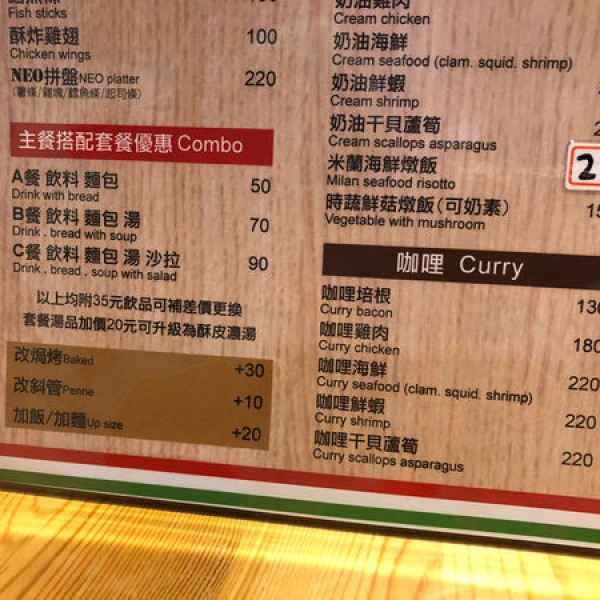 Fish sticks
酥炸雞翅 100
Chicken wings
NEO拼盤 NEO platter 220
(薯條/雞塊/鱈魚條/起司條)
主餐搭配套餐優惠 Combo
A餐 飲料 麵包 50
Drink with bread
B餐 飲料 麵包 湯 70
Drink . bread with soup
C餐 飲料 麵包 湯 沙拉 90
Drink . bread . soup with salad
以上均附35元飲品可補差價更換
套餐湯品加價20元可升級為酥皮濃湯
改焗烤 Baked +30
改斜管 Penne +10
加飯/加麵 Up size +20
奶油雞肉
Cream chicken
奶油海鮮
Cream seafood (clam. squid. shrimp)
奶油鮮蝦
Cream shrimp
奶油干貝蘆筍
Cream scallops asparagus
米蘭海鮮燉飯 2
Milan seafood risotto
時蔬鮮菇燉飯(可奶素) 15
Vegetable with mushroom
咖哩 Curry
咖哩培根 130
Curry bacon
咖哩雞肉 180
Curry chicken
咖哩海鮮 220
Curry seafood (clam. squid. shrimp)
咖哩鮮蝦 220
Curry shrimp
咖哩干貝蘆筍 220
Curry scallops asparagus